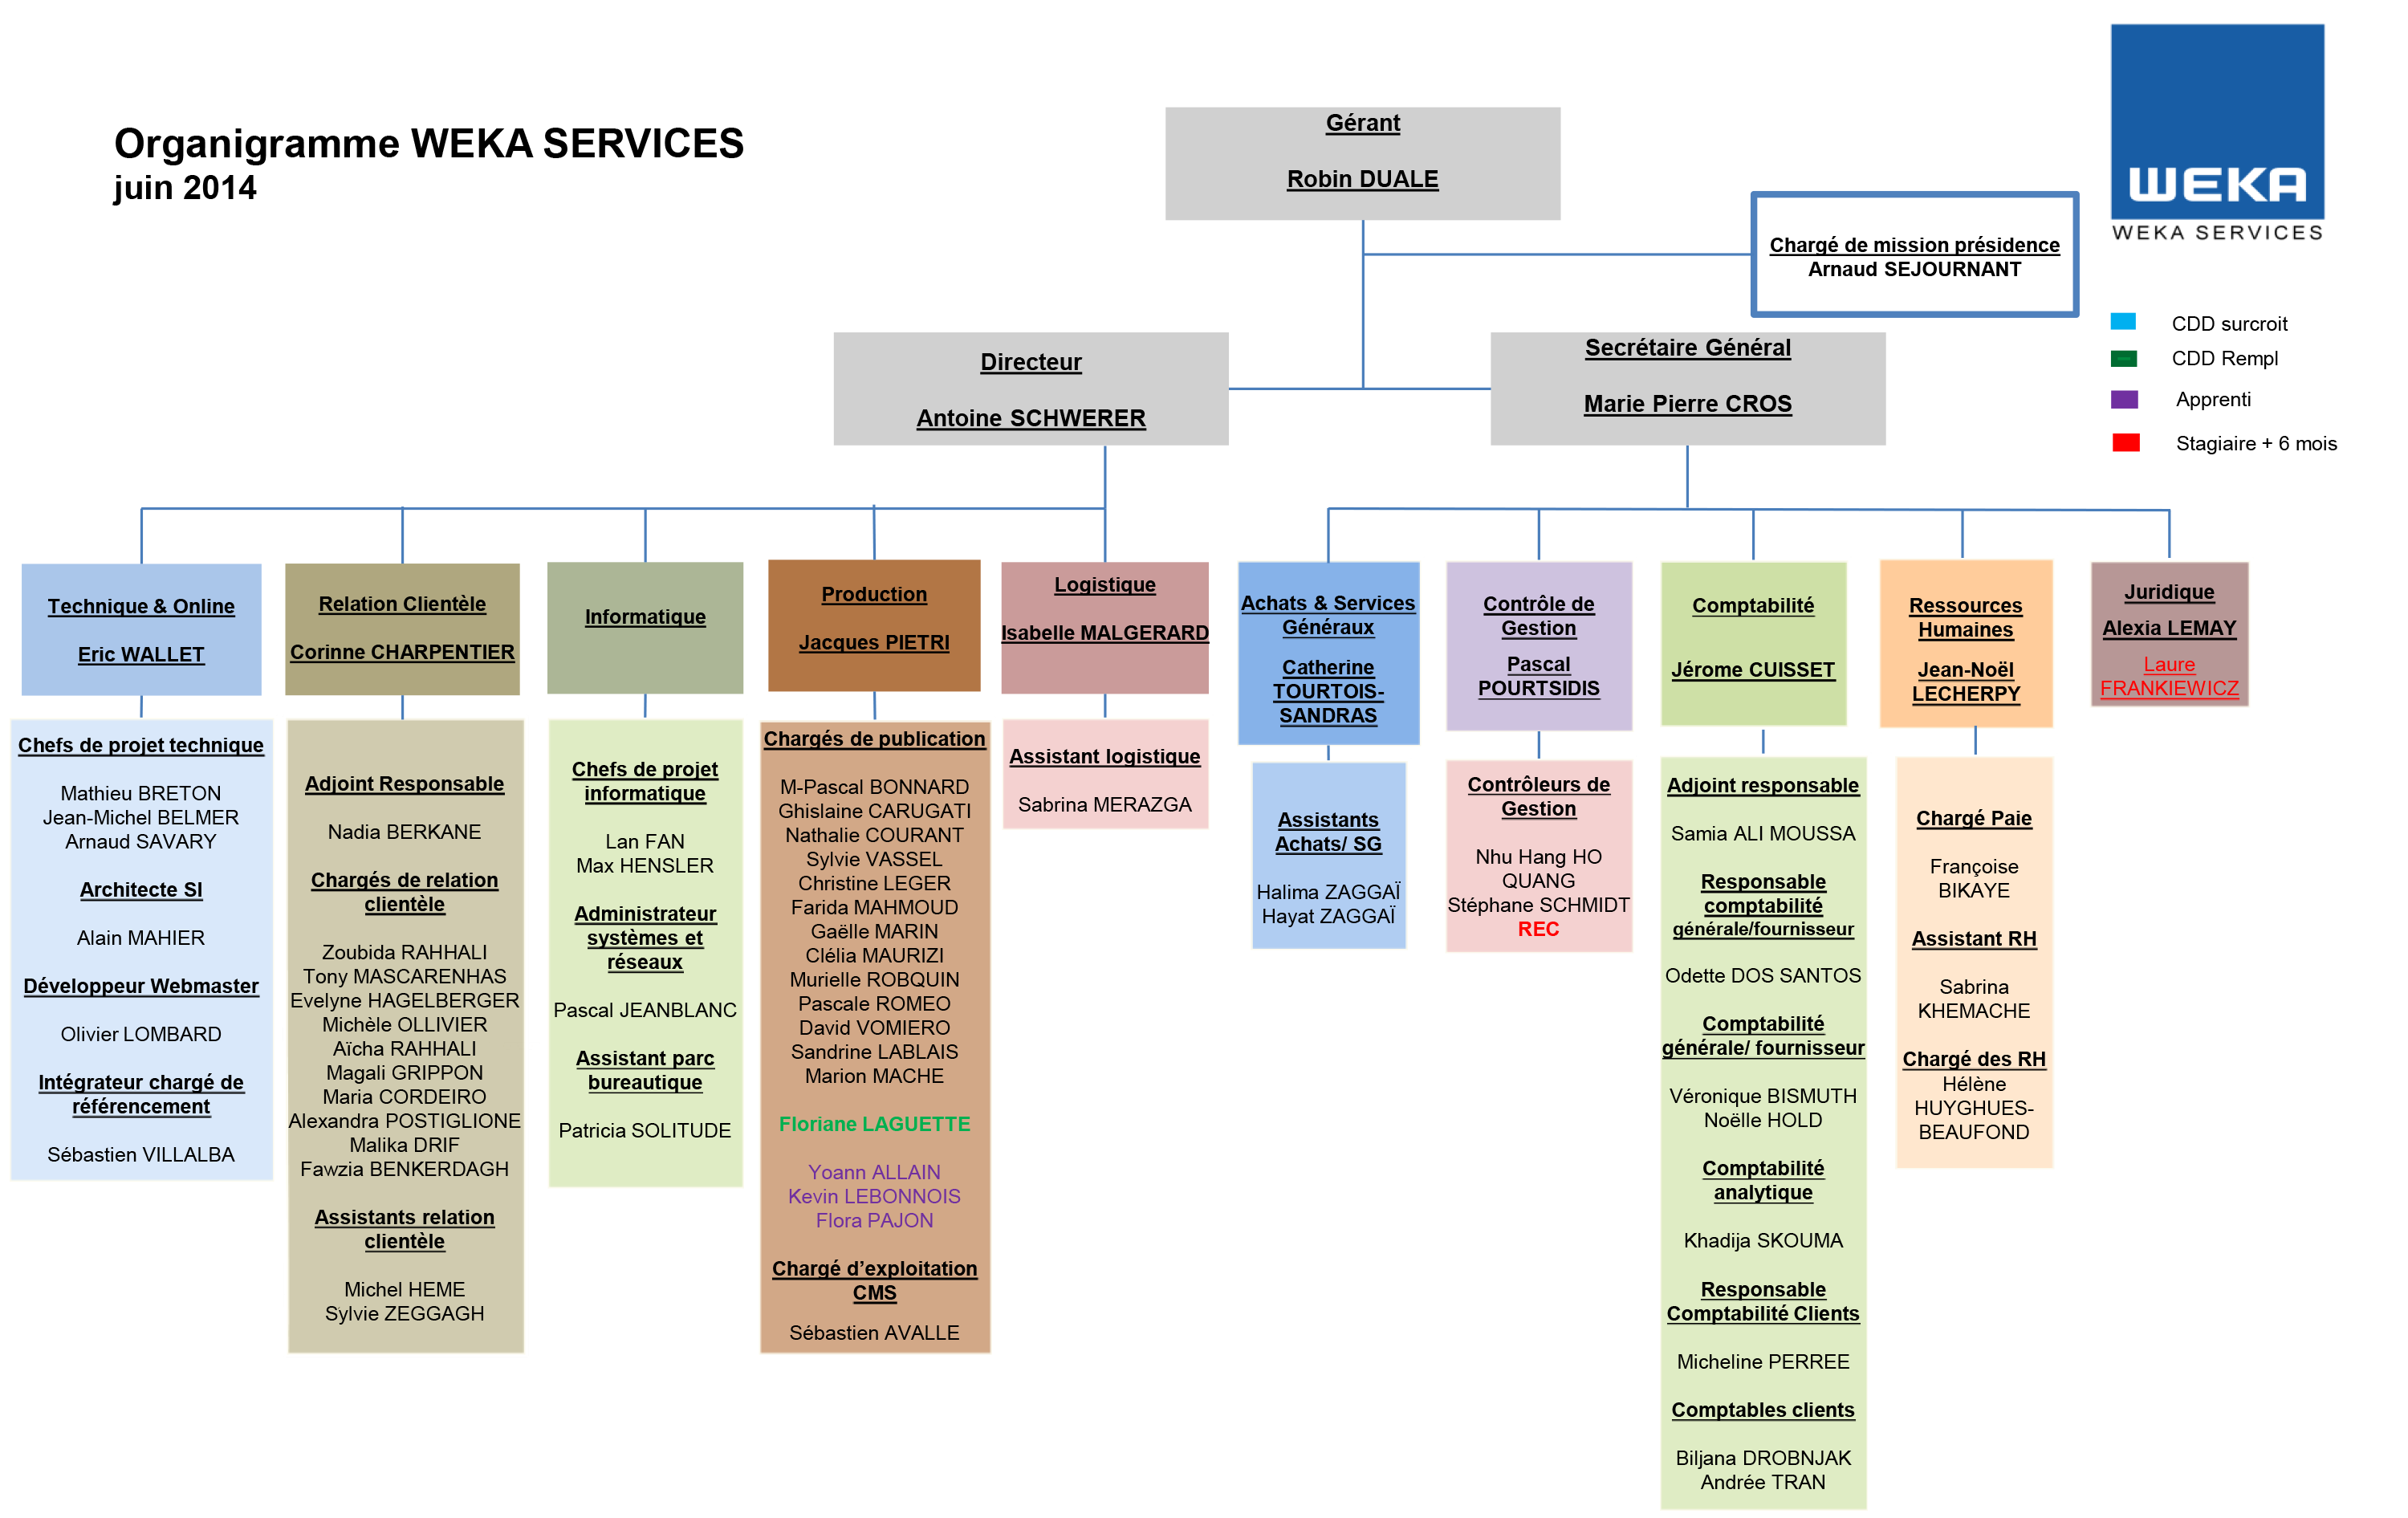 Organigramme WEKA SERVICES
juin 2014
Gérant
Robin DUALE
WEKA
WEKA SERVICES
Chargé de mission présidence
Arnaud SEJOURNANT
CDD surcroit
CDD Rempl
Apprenti
Stagiaire + 6 mois
Directeur
Antoine SCHWERER
Secrétaire Général
Marie Pierre CROS
Technique & Online
Eric WALLET
Chefs de projet technique
Mathieu BRETON
Jean-Michel BELMER
Arnaud SAVARY
Architecte SI
Alain MAHIER
Développeur Webmaster
Olivier LOMBARD
Intégrateur chargé de
référencement
Sébastien VILLALBA
Relation Clientèle
Corinne CHARPENTIER
Adjoint Responsable
Nadia BERKANE
Chargés de relation
clientèle
Zoubida RAHHALI
Tony MASCARENHAS
Evelyne HAGELBERGER
Michèle OLLIVIER
Aïcha RAHHALI
Magali GRIPPON
Maria CORDEIRO
Alexandra POSTIGLIONE
Malika DRIF
Fawzia BENKERDAGH
Assistants relation
clientèle
Michel HEME
Sylvie ZEGGAGH
Informatique
Chefs de projet
informatique
Lan FAN
Max HENSLER
Administrateur
systèmes et
réseaux
Pascal JEANBLANC
Assistant parc
bureautique
Patricia SOLITUDE
Production
Jacques PIETRI
Chargés de publication
M-Pascal BONNARD
Ghislaine CARUGATI
Nathalie COURANT
Sylvie VASSEL
Christine LEGER
Farida MAHMOUD
Gaëlle MARIN
Clélia MAURIZI
Murielle ROBQUIN
Pascale ROMEO
David VOMIERO
Sandrine LABLAIS
Marion MACHE
Floriane LAGUETTE
Yoann ALLAIN
Kevin LEBONNOIS
Flora PAJON
Chargé d’exploitation
CMS
Sébastien AVALLE
Logistique
Isabelle MALGERARD
Assistant logistique
Sabrina MERAZGA
Achats & Services
Généraux
Catherine
TOURTOIS-
SANDRAS
Assistants
Achats/ SG
Halima ZAGGAÏ
Hayat ZAGGAÏ
Contrôle de
Gestion
Pascal
POURTSIDIS
Contrôleurs de
Gestion
Nhu Hang HO
QUANG
Stéphane SCHMIDT
REC
Comptabilité
Jérome CUISSET
Adjoint responsable
Samia ALI MOUSSA
Responsable
comptabilité
générale/fournisseur
Odette DOS SANTOS
Comptabilité
générale/ fournisseur
Véronique BISMUTH
Noëlle HOLD
Comptabilité
analytique
Khadija SKOUMA
Responsable
Comptabilité Clients
Micheline PERREE
Comptables clients
Biljana DROBNJAK
Andrée TRAN
Ressources
Humaines
Jean-Noël
LECHERPY
Chargé Paie
Françoise
BIKAYE
Assistant RH
Sabrina
KHEMACHE
Chargé des RH
Hélène
HUYGHUES-
BEAUFOND
Juridique
Alexia LEMAY
Laure
FRANKIEWICZ